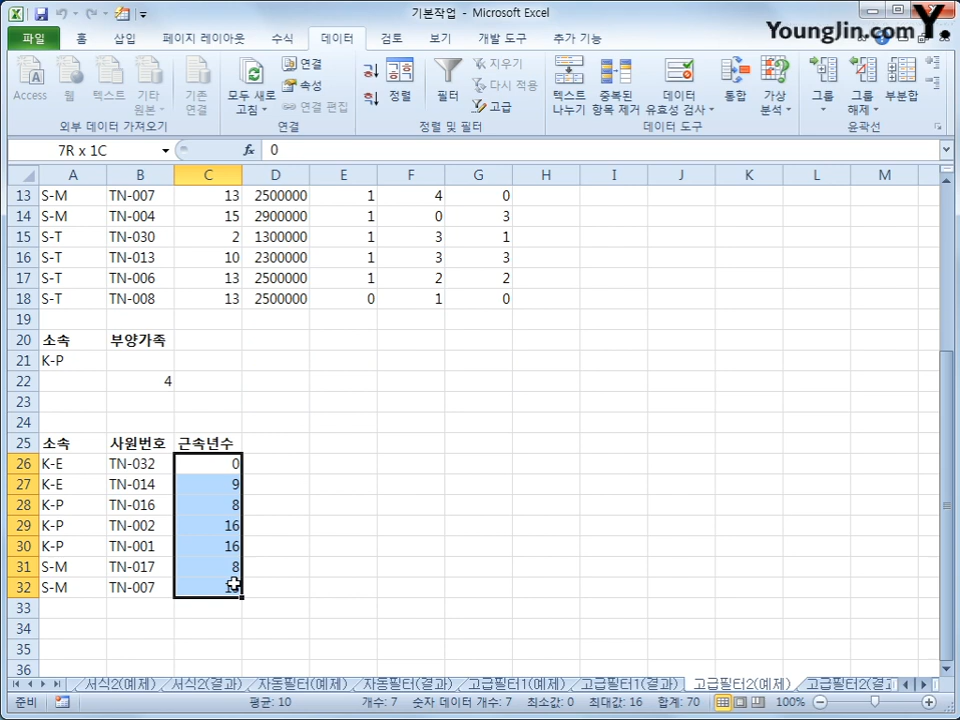 기본작업 - Microsoft Excel
YoungJin.com Y.
파일 홈 삽입 페이지 레이아웃 수식 데이터 검토 보기 개발 도구 추가 기능
Access 웹 텍스트 기타 원본 기존 연결 모두 새로 고침 연결 속성 연결 편집 정렬 필터 지우기 다시 적용 고급 텍스트 나누기 중복된 항목 제거 데이터 유효성 검사 통합 가상 분석 그룹 그룹 해제 부분합
외부 데이터 가져오기 연결 정렬 및 필터 데이터 도구 윤곽선
7R x 1C fx 0
A B C D E F G H I J K L M
13 S-M TN-007 13 2500000 1 4 0
14 S-M TN-004 15 2900000 1 0 3
15 S-T TN-030 2 1300000 1 3 1
16 S-T TN-013 10 2300000 1 3 3
17 S-T TN-006 13 2500000 1 2 2
18 S-T TN-008 13 2500000 0 1 0
19
20 소속 부양가족
21 K-P
22 4
23
24
25 소속 사원번호 근속년수
26 K-E TN-032 0
27 K-E TN-014 9
28 K-P TN-016 8
29 K-P TN-002 16
30 K-P TN-001 16
31 S-M TN-017 8
32 S-M TN-007
33
34
35
36
서식2(예제) 서식2(결과) 자동필터(예제) 자동필터(결과) 고급필터1(예제) 고급필터1(결과) 고급필터2(예제) 고급필터2(결
준비 평균: 10 개수: 7 숫자 데이터 개수: 7 최소값: 0 최대값: 16 합계: 70 100%